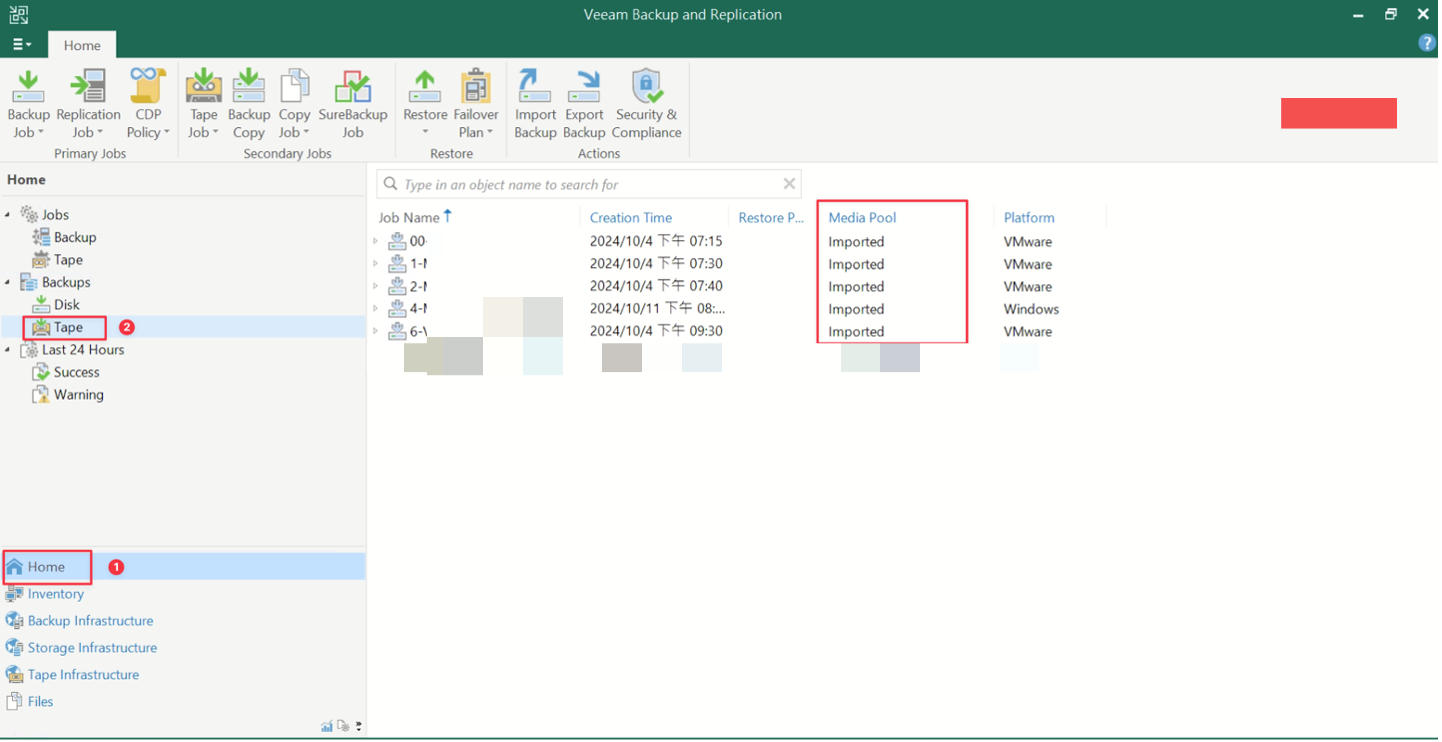 Veeam Backup and Replication
Home
Backup Job
Replication Job
CDP Policy
Tape Job
Backup Copy
Copy Job
SureBackup Job
Restore
Failover Plan
Import Backup
Export Backup
Security & Compliance
Primary Jobs
Secondary Jobs
Restore
Actions
Home
Type in an object name to search for
Jobs
Backup
Tape
Backups
Disk
Tape
2
Last 24 Hours
Success
Warning
Job Name Creation Time Restore P... Media Pool Platform
00- 2024/10/4 下午 07:15 Imported VMware
1- 2024/10/4 下午 07:30 Imported VMware
2- 2024/10/4 下午 07:40 Imported VMware
4- 2024/10/11 下午 08:... Imported Windows
6- 2024/10/4 下午 09:30 Imported VMware
Home
1
Inventory
Backup Infrastructure
Storage Infrastructure
Tape Infrastructure
Files